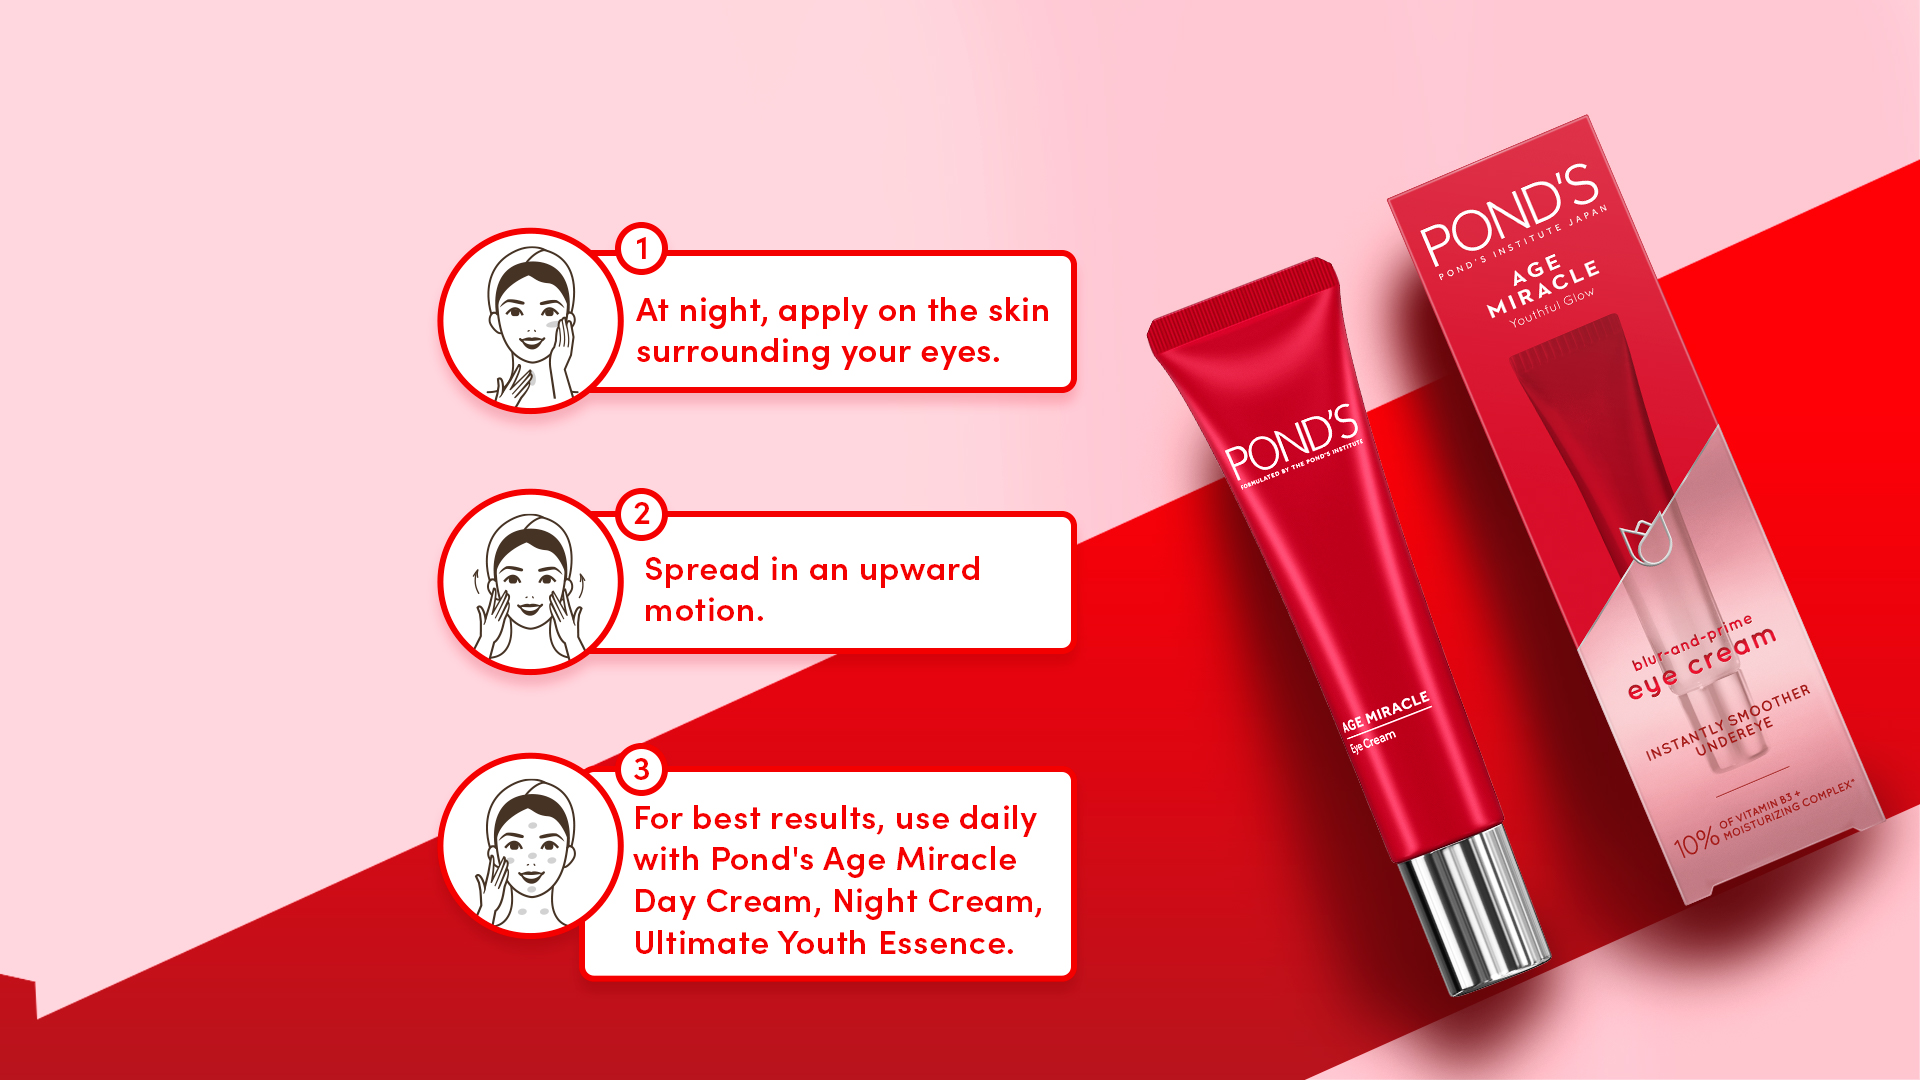 1
At night, apply on the skin
surrounding your eyes.
2
Spread in an upward
motion.
3
For best results, use daily
with Pond's Age Miracle
Day Cream, Night Cream,
Ultimate Youth Essence.
POND'S
FORMULATED BY THE POND'S INSTITUTE
AGE MIRACLE
Eye Cream
POND'S
POND'S INSTITUTE JAPAN
AGE
MIRACLE
Youthful Glow
blur-and-prime
eye cream
INSTANTLY SMOOTHER
UNDEREYE
10% OF VITAMIN B3 +
MOISTURIZING COMPLEX*